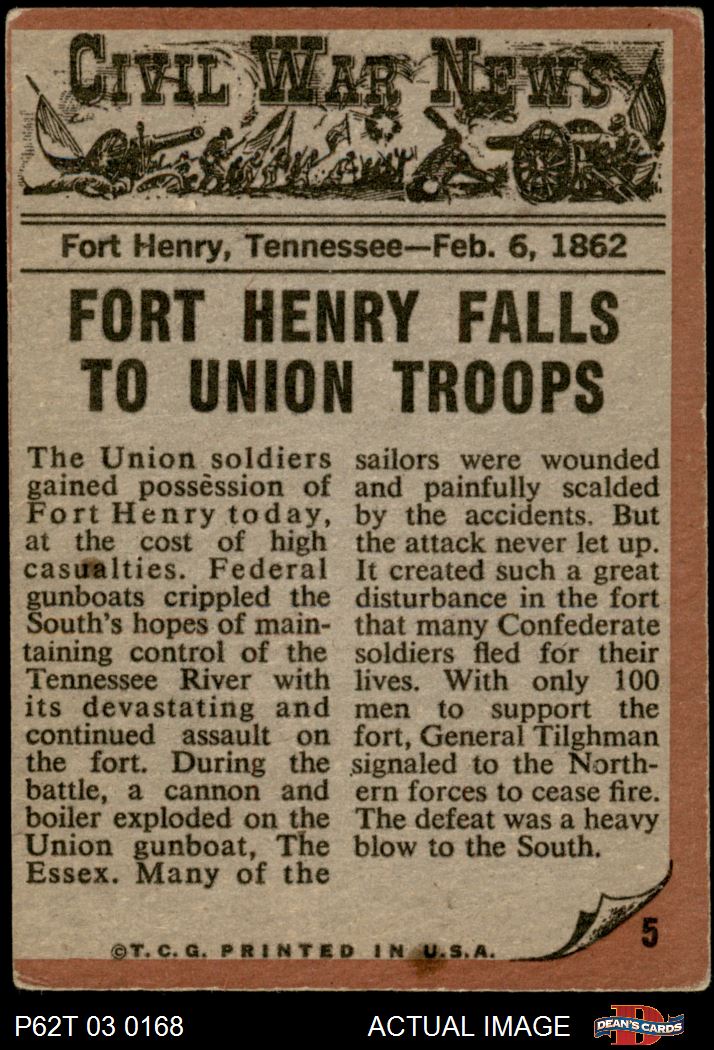 CIVIL WAR NEWS
Fort Henry, Tennessee—Feb. 6, 1862
FORT HENRY FALLS
TO UNION TROOPS
The Union soldiers
gained possession of
Fort Henry today,
at the cost of high
casualties. Federal
gunboats crippled the
South's hopes of main-
taining control of the
Tennessee River with
its devastating and
continued assault on
the fort. During the
battle, a cannon and
boiler exploded on the
Union gunboat, The
Essex. Many of the
sailors were wounded
and painfully scalded
by the accidents. But
the attack never let up.
It created such a great
disturbance in the fort
that many Confederate
soldiers fled for their
lives. With only 100
men to support the
fort, General Tilghman
signaled to the North-
ern forces to cease fire.
The defeat was a heavy
blow to the South.
5
©T.C.G. PRINTED IN U.S.A.
P62T 03 0168
ACTUAL IMAGE
D
DEAN'S CARDS